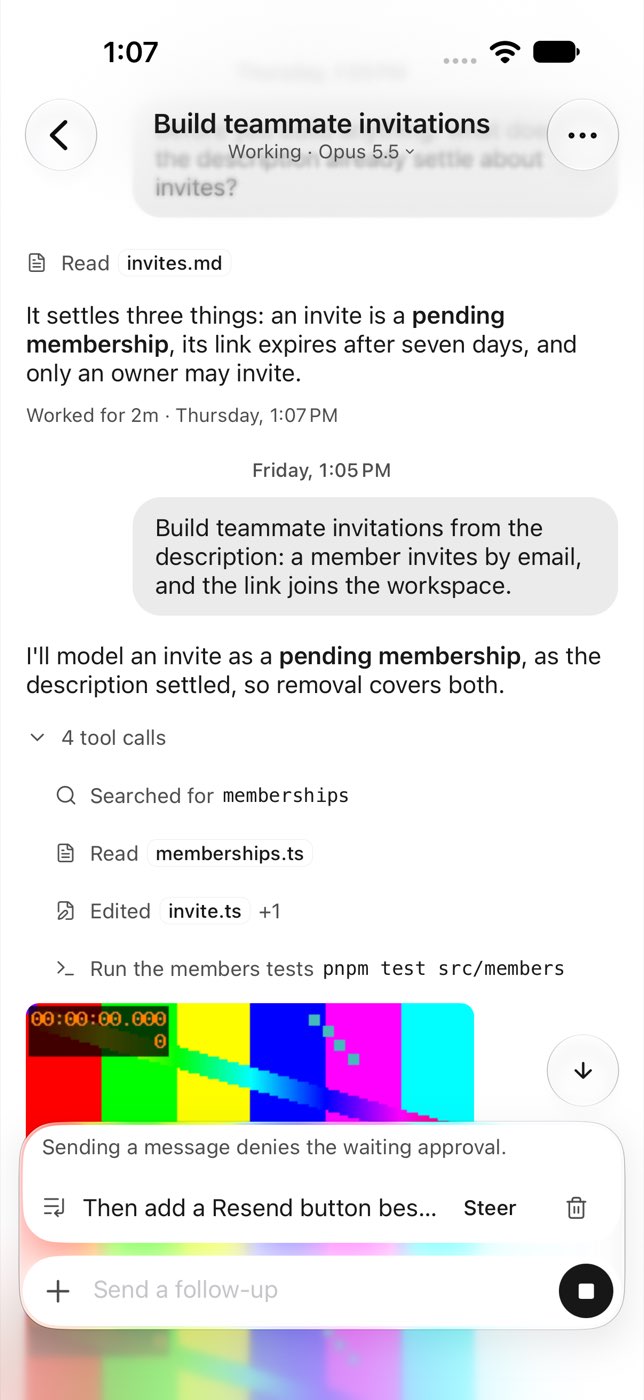 1:07
Build teammate invitations
Working · Opus 5.5
the description already settle about
invites?
Read invites.md
It settles three things: an invite is a pending
membership, its link expires after seven days, and
only an owner may invite.
Worked for 2m · Thursday, 1:07 PM
Friday, 1:05 PM
Build teammate invitations from the
description: a member invites by email,
and the link joins the workspace.
I'll model an invite as a pending membership, as the
description settled, so removal covers both.
4 tool calls
Searched for memberships
Read memberships.ts
Edited invite.ts +1
Run the members tests pnpm test src/members
00:00:00.000
0
Sending a message denies the waiting approval.
Then add a Resend button bes...
Steer
Send a follow-up